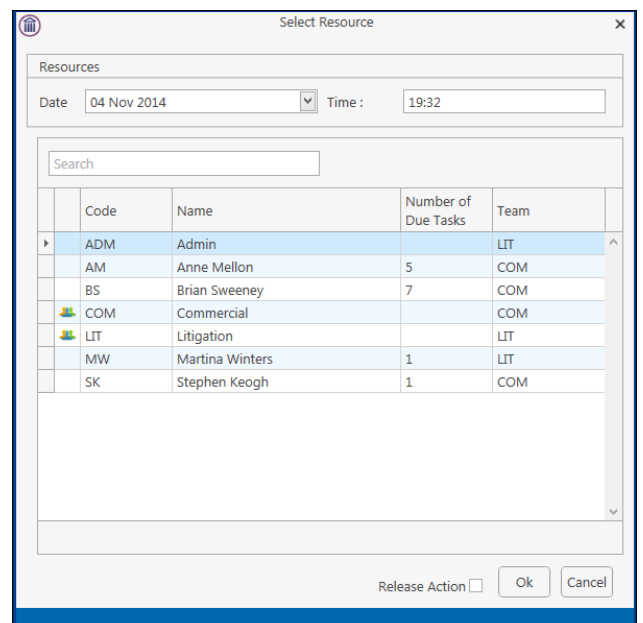 Select Resource
Resources
Date 04 Nov 2014 Time : 19:32
Search
Code Name Number of Due Tasks Team
ADM Admin LIT
AM Anne Mellon 5 COM
BS Brian Sweeney 7 COM
COM Commercial COM
LIT Litigation LIT
MW Martina Winters 1 LIT
SK Stephen Keogh 1 COM
Release Action Ok Cancel